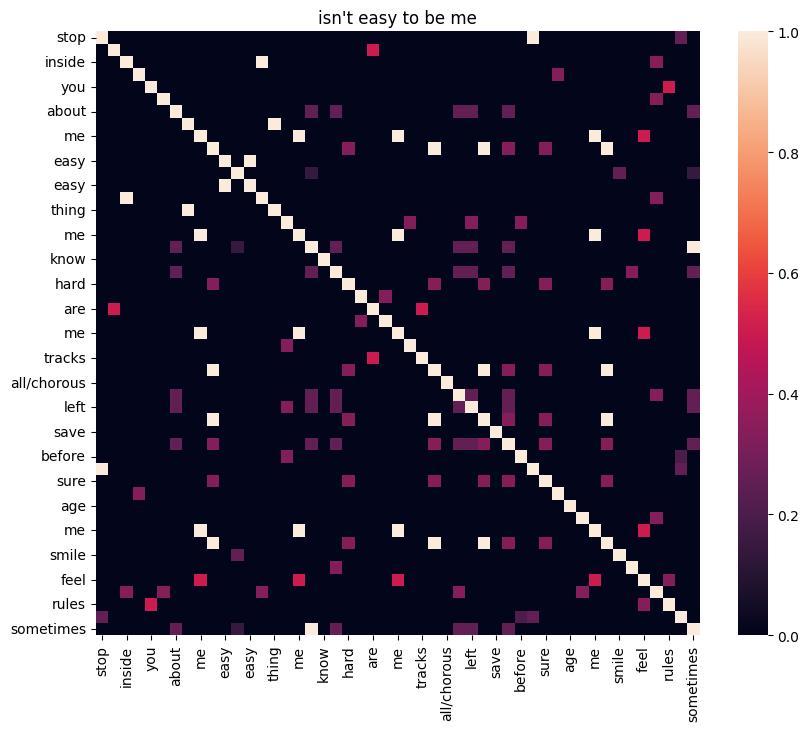 isn't easy to be me
stop
inside
you
about
me
easy
easy
thing
me
know
hard
are
me
tracks
all/chorous
left
save
before
sure
age
me
smile
feel
rules
sometimes
stop
inside
you
about
me
easy
easy
thing
me
know
hard
are
me
tracks
all/chorous
left
save
before
sure
age
me
smile
feel
rules
sometimes
1.0
0.8
0.6
0.4
0.2
0.0